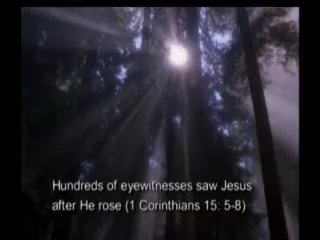 Hundreds of eyewitnesses saw Jesus
after He rose (1 Corinthians 15: 5-8)